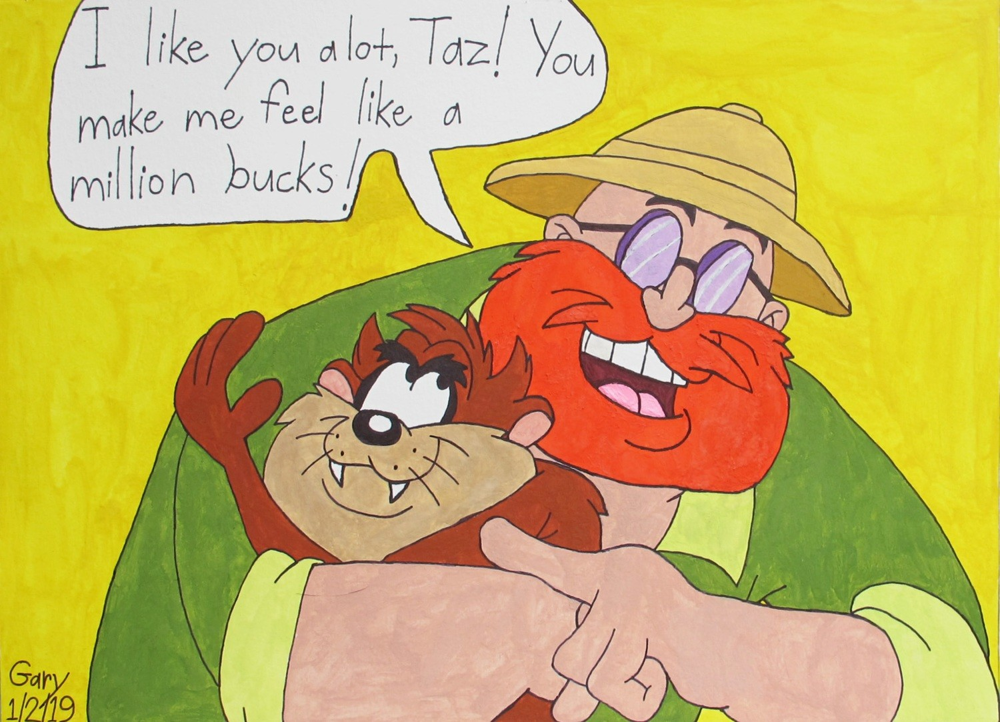 I like you alot, Taz! You
make me feel like a
million bucks!
Gary
1/2/19